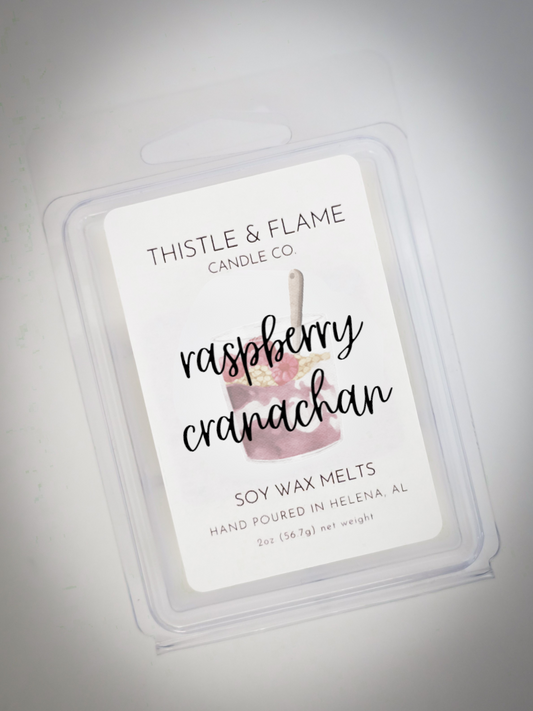 THISTLE & FLAME
CANDLE CO.
raspberry
cranachan
SOY WAX MELTS
HAND POURED IN HELENA, AL
2oz (56.7g) net weight